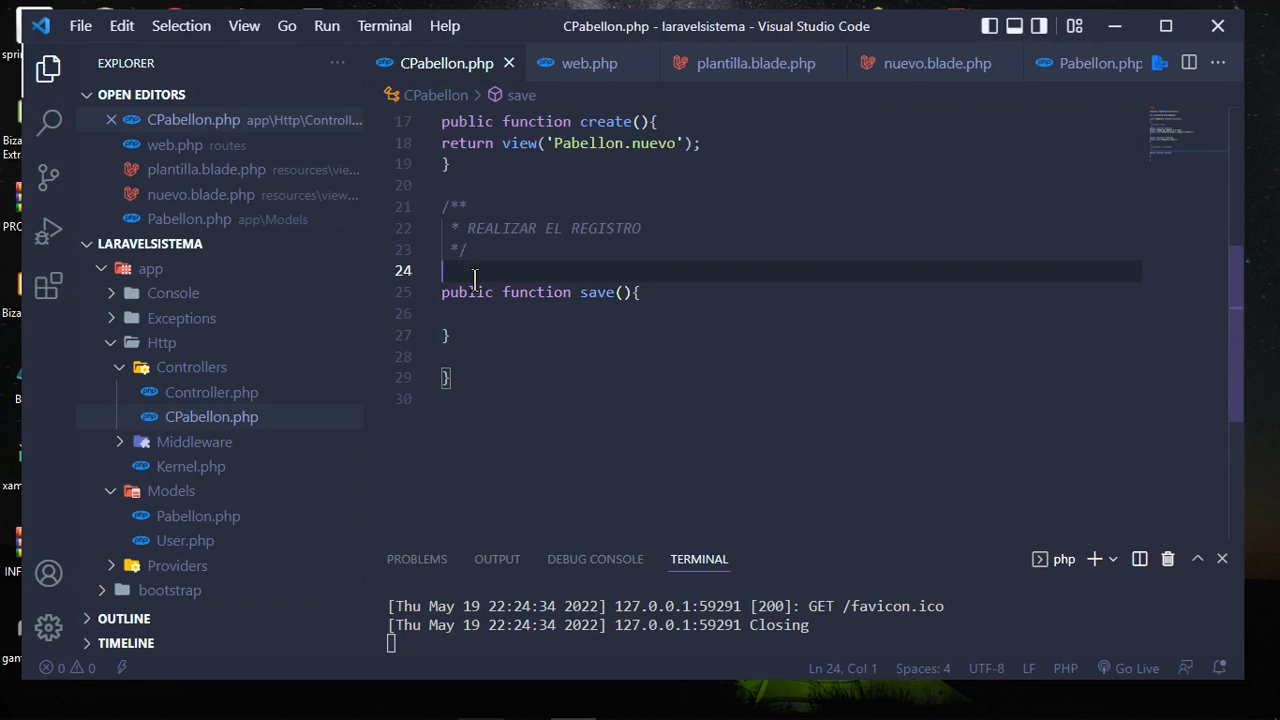 File Edit Selection View Go Run Terminal Help CPabellon.php - laravelsistema - Visual Studio Code
EXPLORER ···
CPabellon.php web.php plantilla.blade.php nuevo.blade.php Pabellon.php ···
OPEN EDITORS
CPabellon.php app\Http\Controll...
web.php routes
plantilla.blade.php resources\vie...
nuevo.blade.php resources\view...
Pabellon.php app\Models
LARAVELSISTEMA
app
Console
Exceptions
Http
Controllers
Controller.php
CPabellon.php
Middleware
Kernel.php
Models
Pabellon.php
User.php
Providers
bootstrap
OUTLINE
TIMELINE
CPabellon > save
17 public function create(){
18 return view('Pabellon.nuevo');
19 }
20
21 /**
22 * REALIZAR EL REGISTRO
23 */
24
25 public function save(){
26
27 }
28
29 }
30
PROBLEMS OUTPUT DEBUG CONSOLE TERMINAL php
[Thu May 19 22:24:34 2022] 127.0.0.1:59291 [200]: GET /favicon.ico
[Thu May 19 22:24:34 2022] 127.0.0.1:59291 Closing
0 0 Ln 24, Col 1 Spaces: 4 UTF-8 LF PHP Go Live